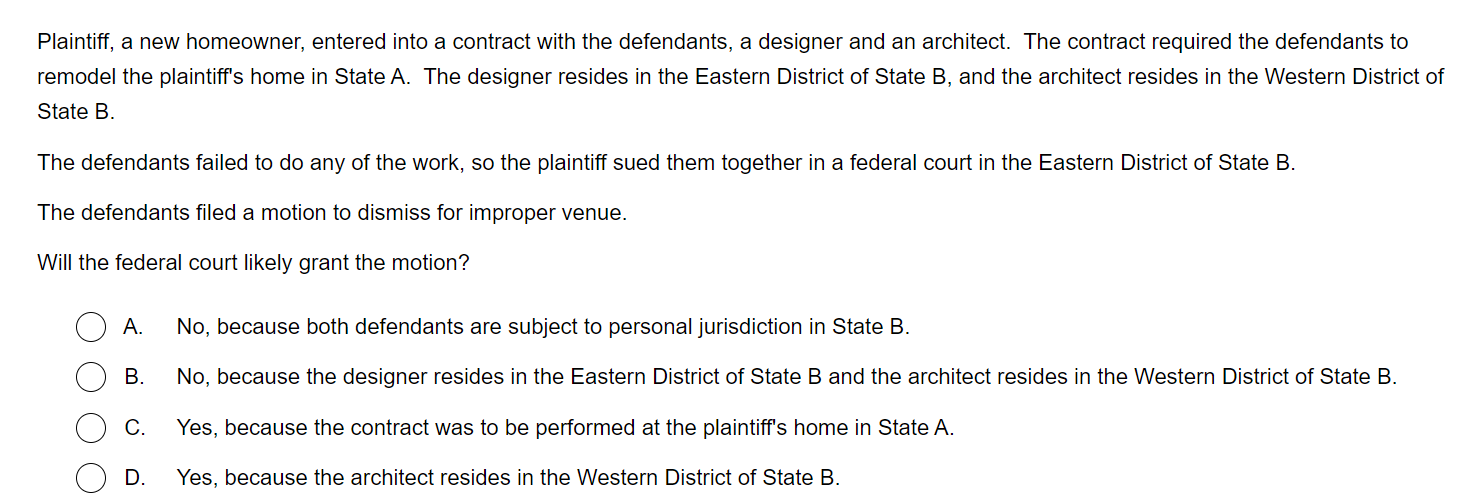 Plaintiff, a new homeowner, entered into a contract with the defendants, a designer and an architect.  The contract required the defendants to
remodel the plaintiff's home in State A.  The designer resides in the Eastern District of State B, and the architect resides in the Western District of
State B.
The defendants failed to do any of the work, so the plaintiff sued them together in a federal court in the Eastern District of State B.
The defendants filed a motion to dismiss for improper venue.
Will the federal court likely grant the motion?
A. No, because both defendants are subject to personal jurisdiction in State B.
B. No, because the designer resides in the Eastern District of State B and the architect resides in the Western District of State B.
C. Yes, because the contract was to be performed at the plaintiff's home in State A.
D. Yes, because the architect resides in the Western District of State B.